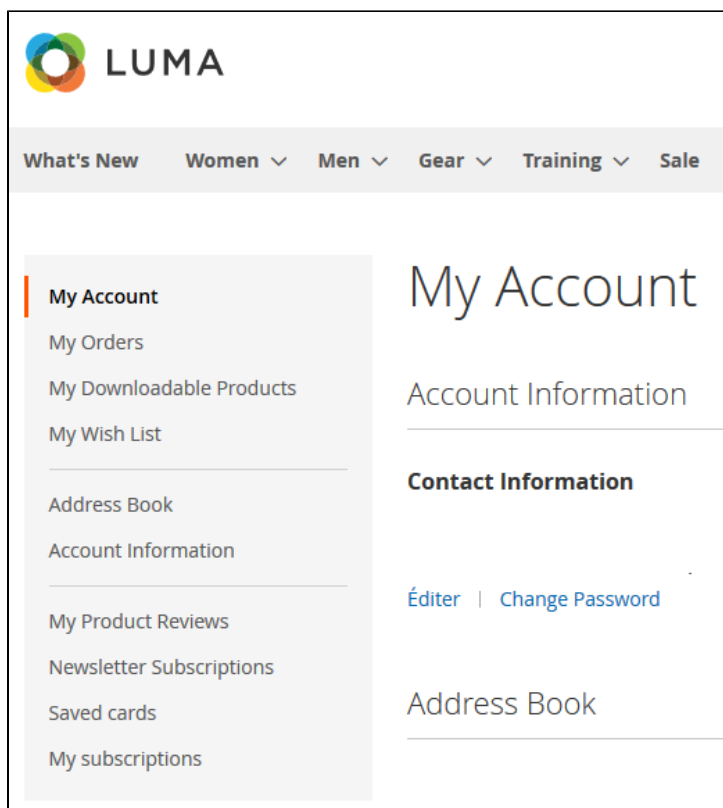 LUMA
What's New Women Men Gear Training Sale
My Account
My Orders
My Downloadable Products
My Wish List
Address Book
Account Information
My Product Reviews
Newsletter Subscriptions
Saved cards
My subscriptions
My Account
Account Information
Contact Information
Éditer | Change Password
Address Book